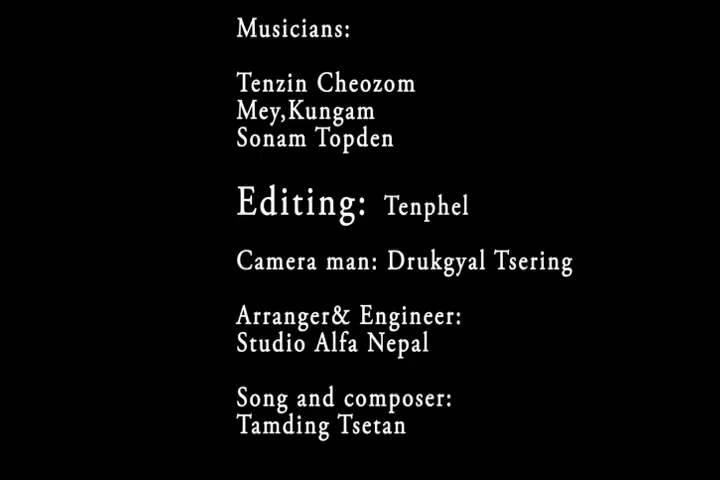 Musicians:
Tenzin Cheozom
Mey,Kungam
Sonam Topden
Editing: Tenphel
Camera man: Drukgyal Tsering
Arranger& Engineer:
Studio Alfa Nepal
Song and composer:
Tamding Tsetan